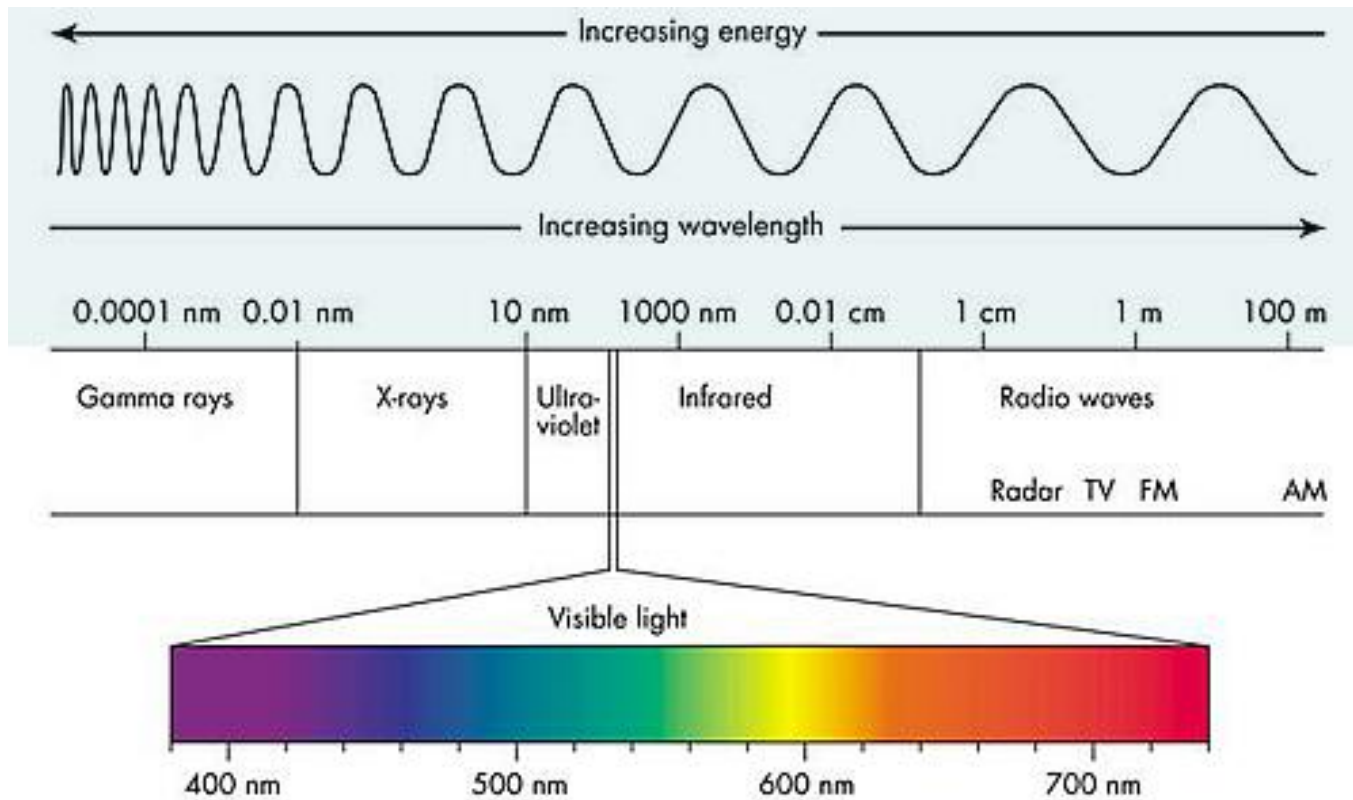 Increasing energy
Increasing wavelength
0.0001 nm 0.01 nm 10 nm 1000 nm 0.01 cm 1 cm 1 m 100 m
Gamma rays X-rays Ultra- Infrared Radio waves
violet
Radar TV FM AM
Visible light
400 nm 500 nm 600 nm 700 nm